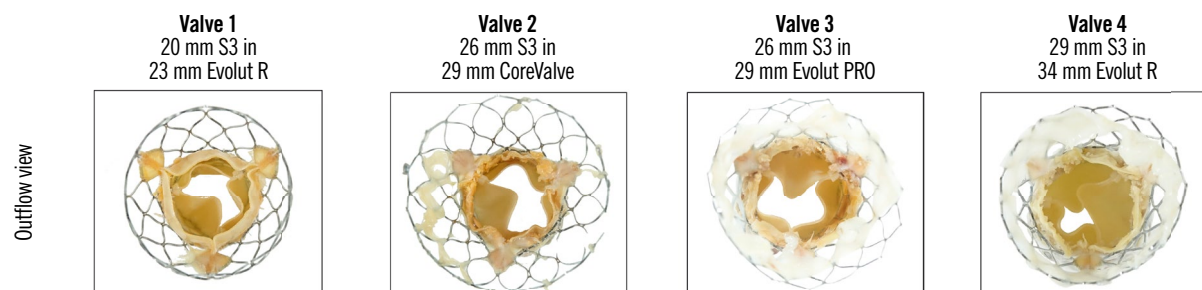 Valve 1
20 mm S3 in
23 mm Evolut R
Valve 2
26 mm S3 in
29 mm CoreValve
Valve 3
26 mm S3 in
29 mm Evolut PRO
Valve 4
29 mm S3 in
34 mm Evolut R
Outflow view